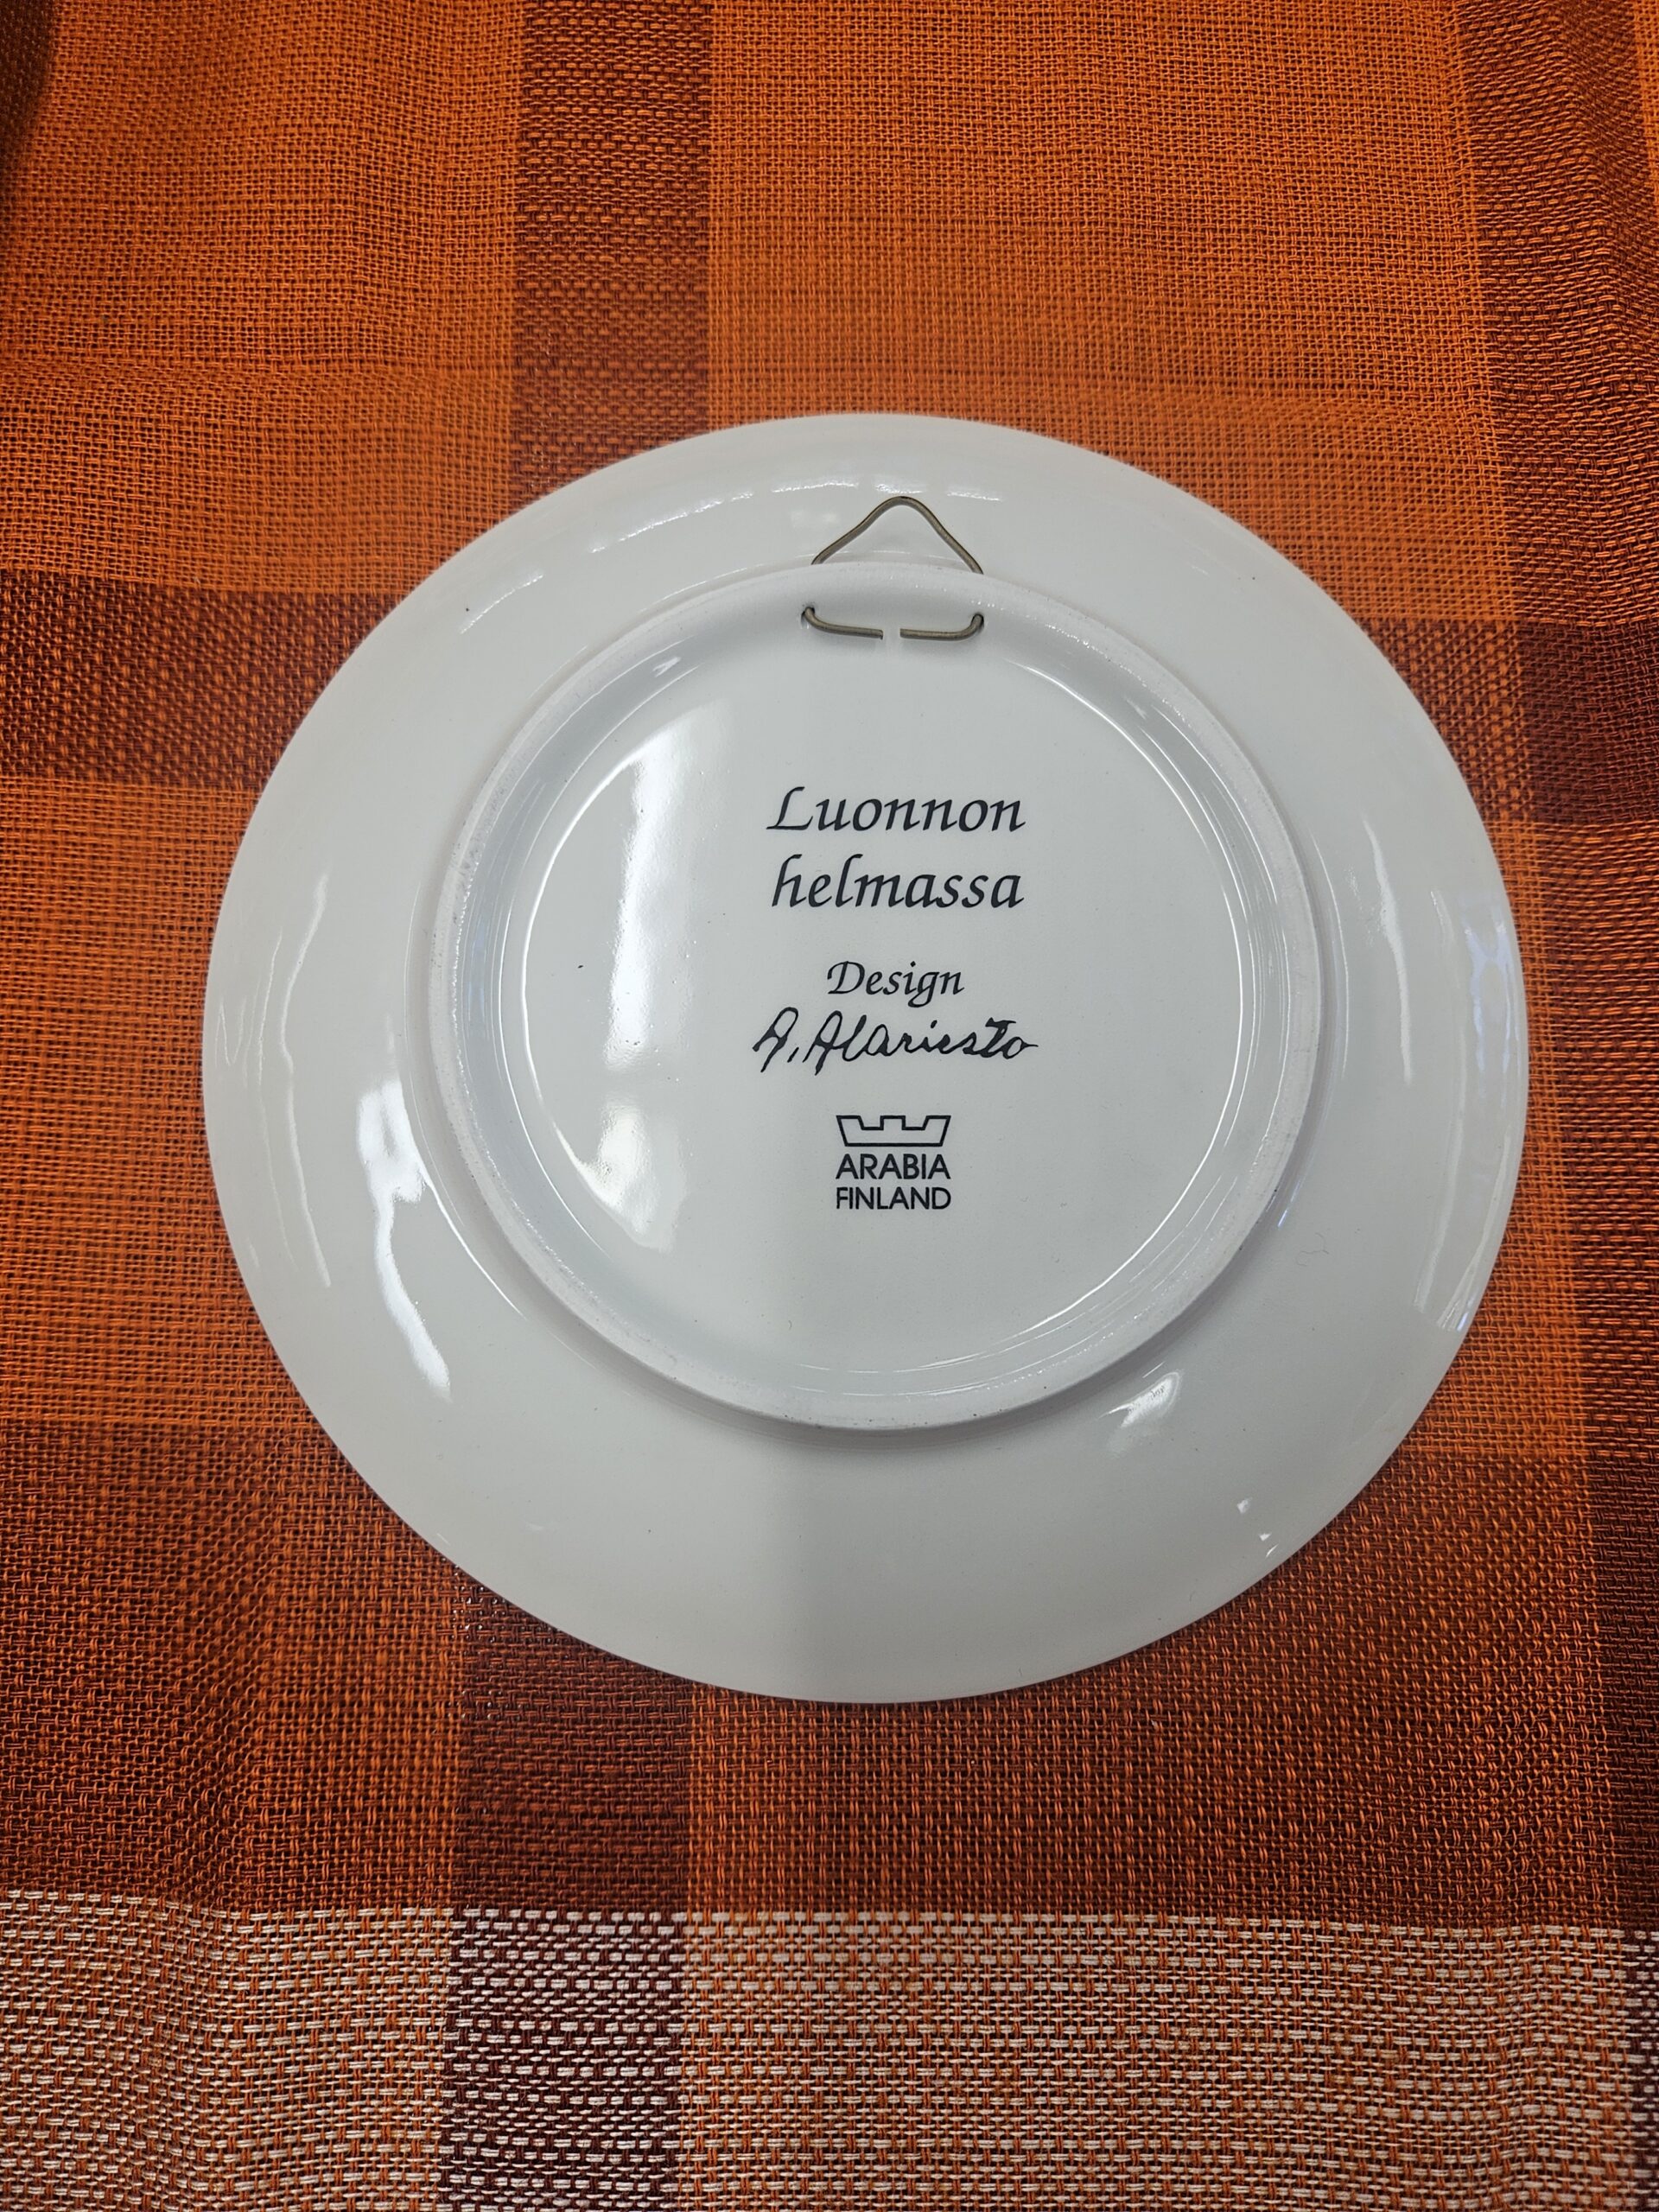 Luonnon
helmassa
Design
A. Alariesto
ARABIA
FINLAND